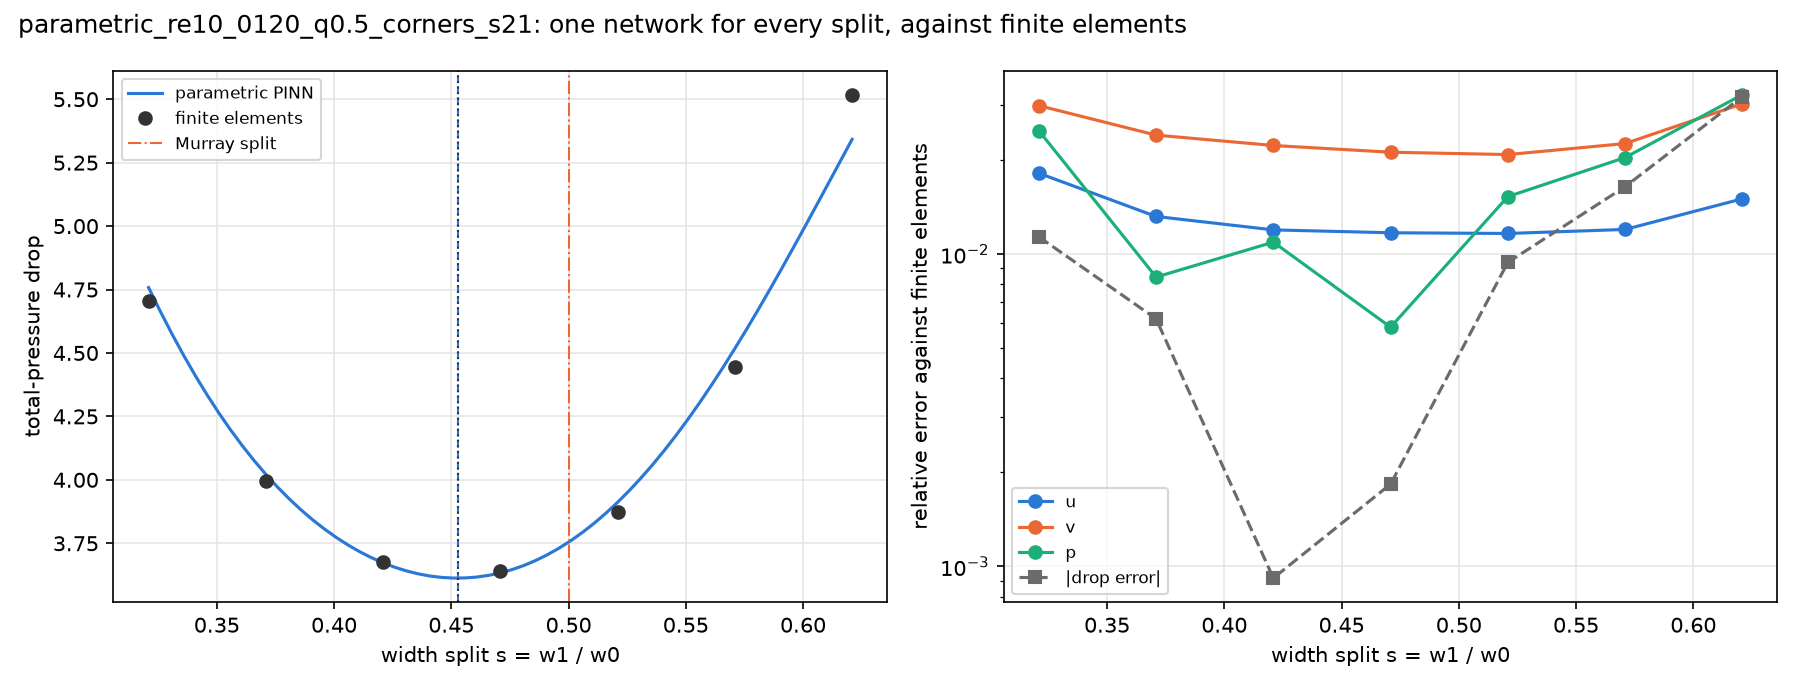 parametric_re10_0120_q0.5_corners_s21: one network for every split, against finite elements
parametric PINN
finite elements
Murray split
total-pressure drop
5.50
5.25
5.00
4.75
4.50
4.25
4.00
3.75
0.35
0.40
0.45
0.50
0.55
0.60
width split s = w1 / w0
relative error against finite elements
10⁻²
10⁻³
u
v
p
|drop error|
0.35
0.40
0.45
0.50
0.55
0.60
width split s = w1 / w0